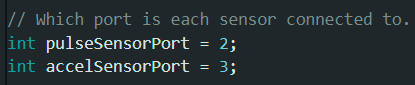 // Which port is each sensor connected to.
int pulseSensorPort = 2;
int accelSensorPort = 3;